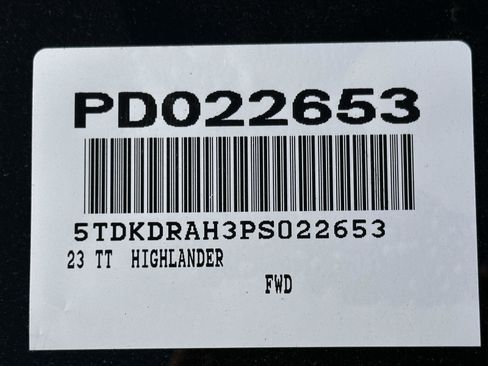 PD022653
5TDKDRAH3PS022653
23 TT HIGHLANDER
FWD